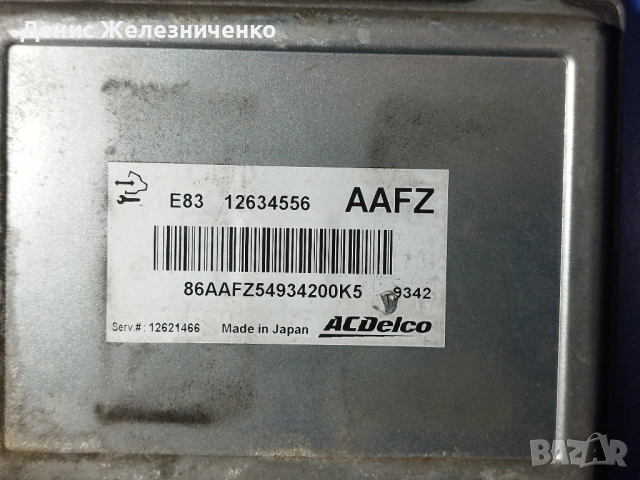 Денис Железниченко
E83 12634556 AAFZ
86AAFZ54934200K5 9342
Serv.#: 12621466 Made in Japan ACDelco
BAZAR